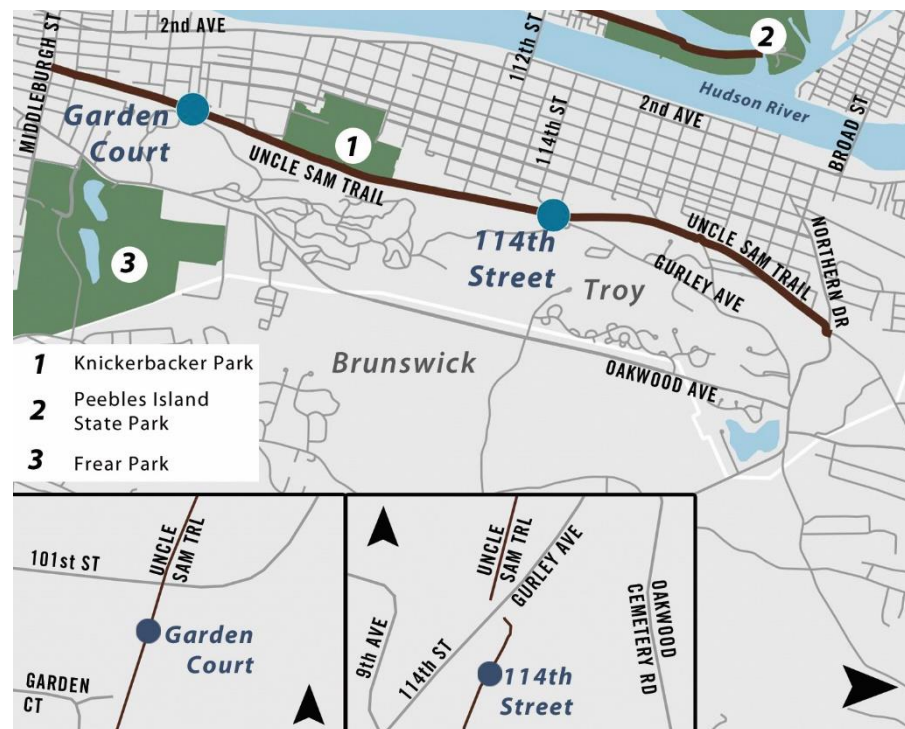 MIDDLEBURGH ST
2nd AVE
112th ST
2
Hudson River
2nd AVE
BROAD ST
Garden
Court
1
114th ST
UNCLE SAM TRAIL
114th
Street
UNCLE SAM TRAIL
NORTHERN DR
GURLEY AVE
3
Troy
Brunswick
OAKWOOD AVE
1 Knickerbacker Park
2 Peebles Island
State Park
3 Frear Park
101st ST
UNCLE
SAM TRL
Garden
Court
GARDEN
CT
UNCLE
SAM TRL
GURLEY AVE
9th AVE
114th ST
OAKWOOD
CEMETERY RD
114th
Street